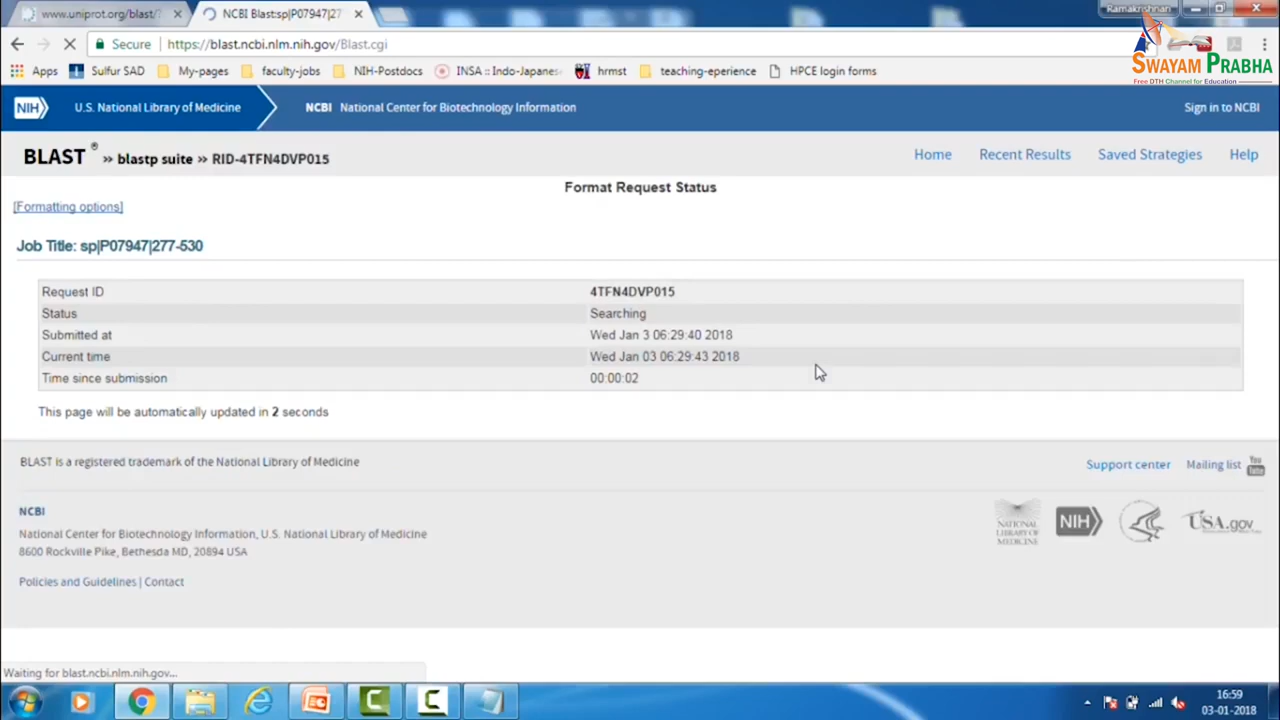 www.uniprot.org/blast/?
NCBI Blast:sp|P07947|27
Ramakrishnan
Secure
https://blast.ncbi.nlm.nih.gov/Blast.cgi
Apps
Sulfur SAD
My-pages
faculty-jobs
NIH-Postdocs
INSA :: Indo-Japanes
hrmst
teaching-eperience
HPCE login forms
SWAYAM PRABHA
Free DTH Channel for Education
NIH
U.S. National Library of Medicine
NCBI National Center for Biotechnology Information
Sign in to NCBI
BLAST ® » blastp suite » RID-4TFN4DVP015
Home
Recent Results
Saved Strategies
Help
Format Request Status
[Formatting options]
Job Title: sp|P07947|277-530
Request ID 4TFN4DVP015
Status Searching
Submitted at Wed Jan 3 06:29:40 2018
Current time Wed Jan 03 06:29:43 2018
Time since submission 00:00:02
This page will be automatically updated in 2 seconds
BLAST is a registered trademark of the National Library of Medicine
Support center
Mailing list
You Tube
NCBI
National Center for Biotechnology Information, U.S. National Library of Medicine
8600 Rockville Pike, Bethesda MD, 20894 USA
Policies and Guidelines | Contact
NATIONAL
LIBRARY OF
MEDICINE
NIH
USA.gov
Waiting for blast.ncbi.nlm.nih.gov...
16:59
03-01-2018